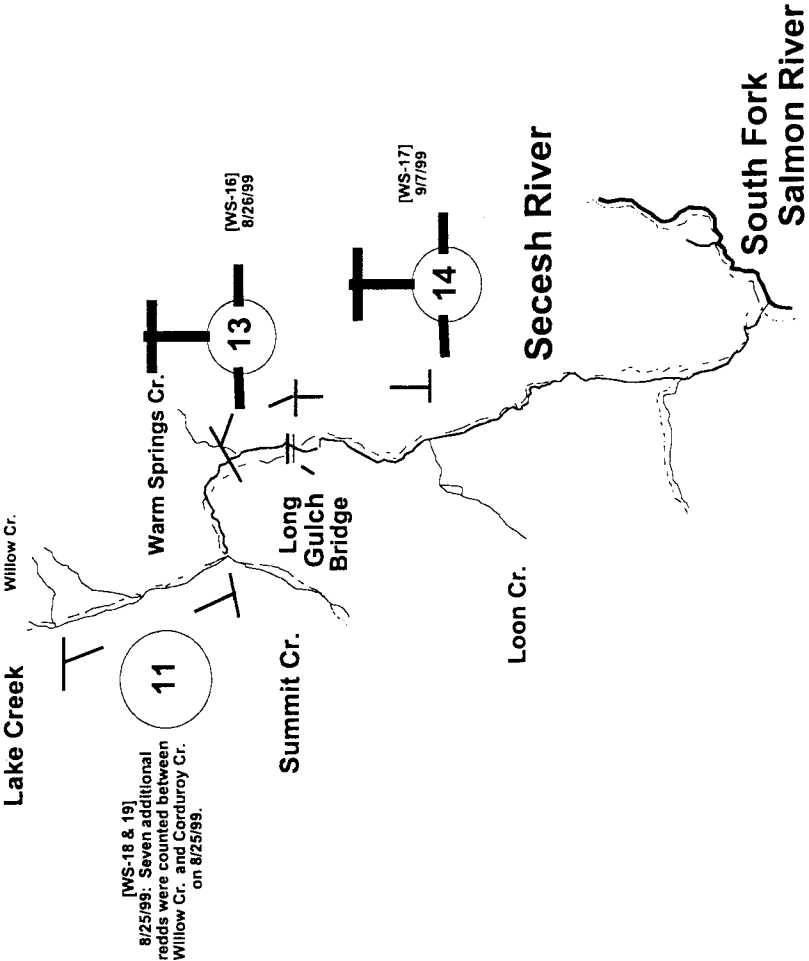 Lake Creek
Willow Cr.
[WS-18 & 19]
8/25/99: Seven additional
redds were counted between
Willow Cr. and Corduroy Cr.
on 8/25/99.
11
Warm Springs Cr.
13
[WS-16]
8/26/99
Summit Cr.
Long
Gulch
Bridge
14
[WS-17]
9/7/99
Loon Cr.
Secesh River
South Fork
Salmon River